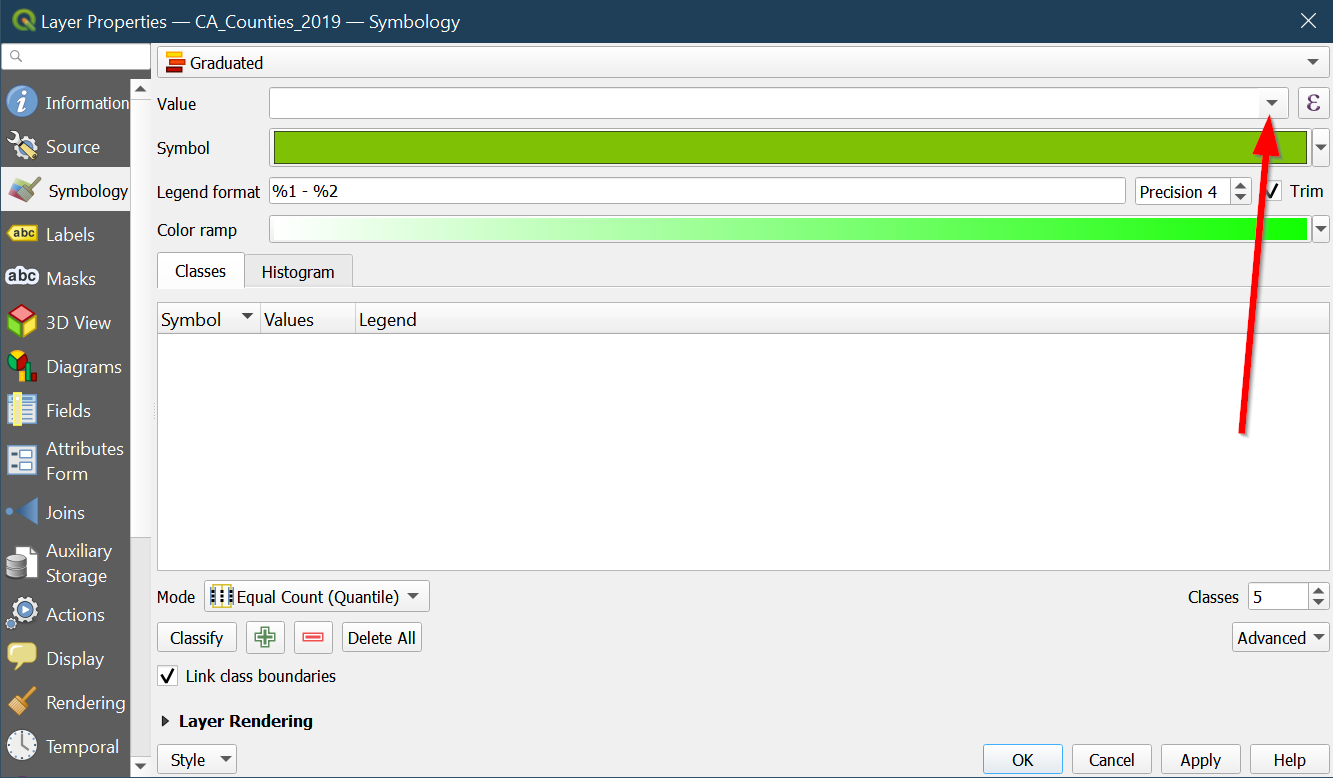 Layer Properties — CA_Counties_2019 — Symbology
Information
Source
Symbology
abc Labels
abc Masks
3D View
Diagrams
Fields
Attributes
Form
Joins
Auxiliary
Storage
Actions
Display
Rendering
Temporal
Graduated
Value
ε
Symbol
Legend format %1 - %2 Precision 4 Trim
Color ramp
Classes Histogram
Symbol Values Legend
Mode Equal Count (Quantile) Classes 5
Classify Delete All Advanced
Link class boundaries
Layer Rendering
Style OK Cancel Apply Help